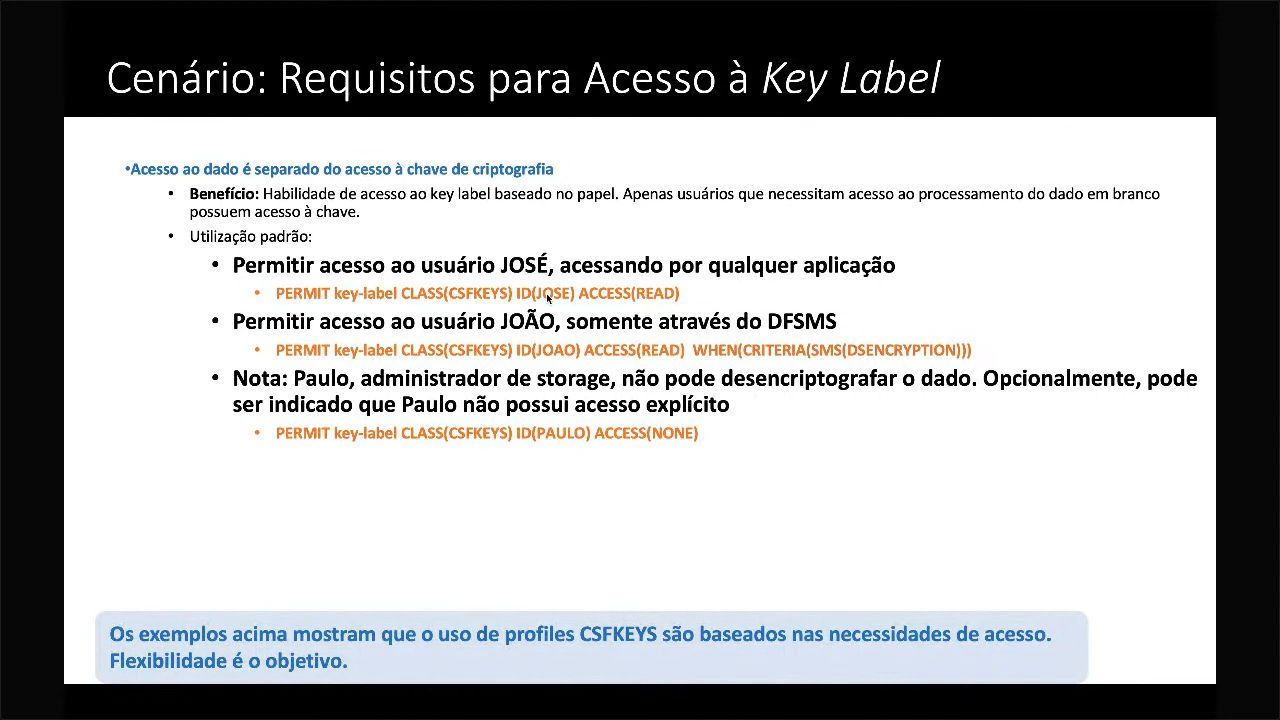 Cenário: Requisitos para Acesso à Key Label
•Acesso ao dado é separado do acesso à chave de criptografia
• Benefício: Habilidade de acesso ao key label baseado no papel. Apenas usuários que necessitam acesso ao processamento do dado em branco
possuem acesso à chave.
• Utilização padrão:
• Permitir acesso ao usuário JOSÉ, acessando por qualquer aplicação
• PERMIT key-label CLASS(CSFKEYS) ID(JOSE) ACCESS(READ)
• Permitir acesso ao usuário JOÃO, somente através do DFSMS
• PERMIT key-label CLASS(CSFKEYS) ID(JOAO) ACCESS(READ) WHEN(CRITERIA(SMS(DSENCRYPTION)))
• Nota: Paulo, administrador de storage, não pode desencriptografar o dado. Opcionalmente, pode
ser indicado que Paulo não possui acesso explícito
• PERMIT key-label CLASS(CSFKEYS) ID(PAULO) ACCESS(NONE)
Os exemplos acima mostram que o uso de profiles CSFKEYS são baseados nas necessidades de acesso.
Flexibilidade é o objetivo.